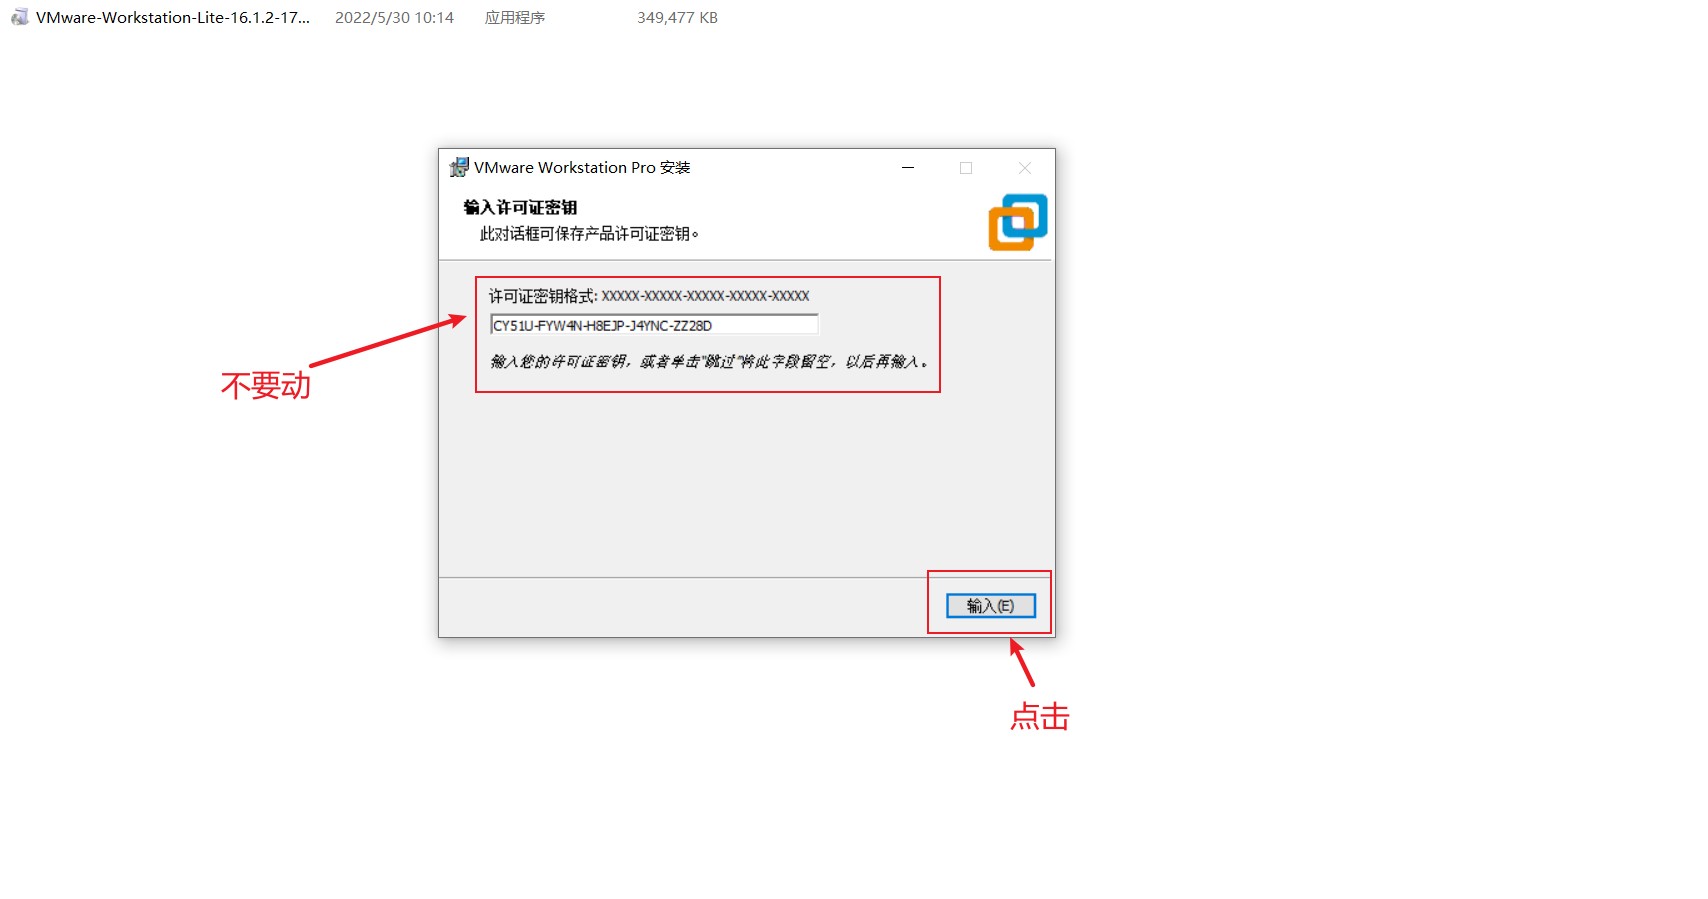 VMware-Workstation-Lite-16.1.2-17... 2022/5/30 10:14 应用程序 349,477 KB
VMware Workstation Pro 安装
输入许可证密钥
此对话框可保存产品许可证密钥。
许可证密钥格式: XXXXX-XXXXX-XXXXX-XXXXX-XXXXX
CY51U-FYW4N-H8EJP-J4YNC-ZZ28D
输入您的许可证密钥，或者单击"跳过"将此字段留空，以后再输入。
不要动
输入(E)
点击